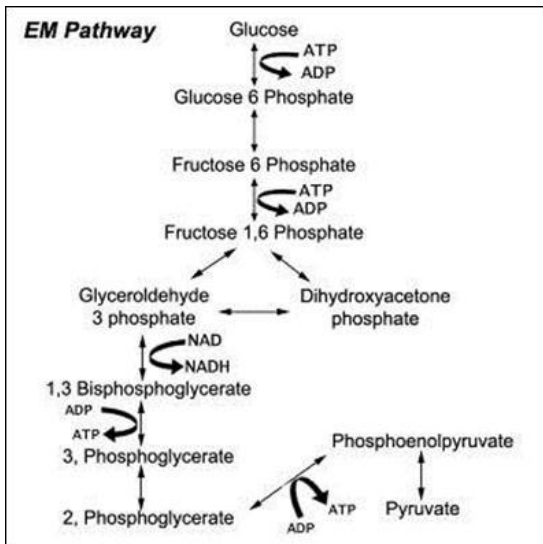 EM Pathway
Glucose
ATP
ADP
Glucose 6 Phosphate
Fructose 6 Phosphate
ATP
ADP
Fructose 1,6 Phosphate
Glyceroldehyde
3 phosphate
Dihydroxyacetone
phosphate
NAD
NADH
1,3 Bisphosphoglycerate
ADP
ATP
3, Phosphoglycerate
2, Phosphoglycerate
ADP
ATP
Phosphoenolpyruvate
Pyruvate